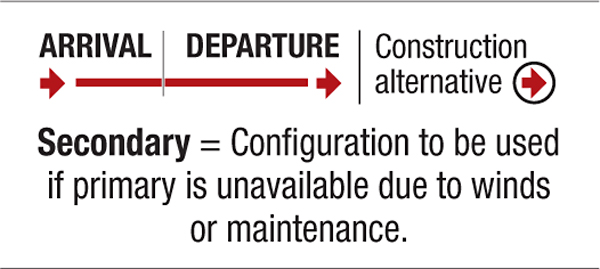 ARRIVAL DEPARTURE Construction
alternative
Secondary = Configuration to be used
if primary is unavailable due to winds
or maintenance.